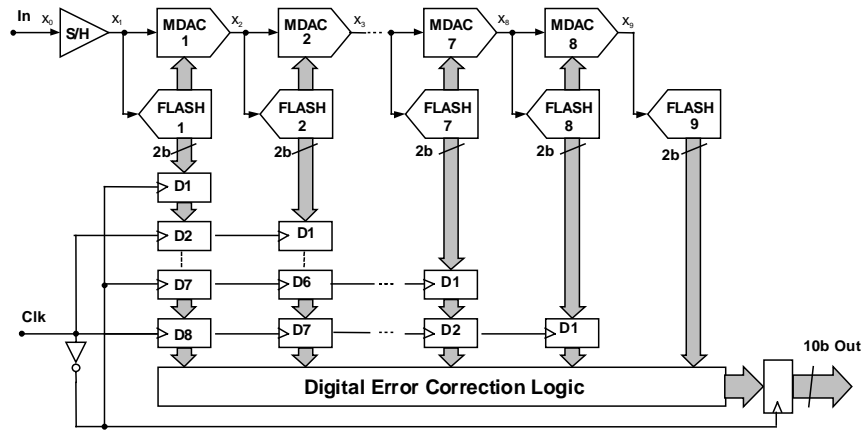 In x₀ S/H x₁ MDAC 1 x₂ MDAC 2 x₃ MDAC 7 x₈ MDAC 8 x₉
FLASH 1 FLASH 2 FLASH 7 FLASH 8 FLASH 9
2b 2b 2b 2b 2b
D1
D2 D1
D7 D6 D1
Clk
D8 D7 D2 D1
10b Out
Digital Error Correction Logic